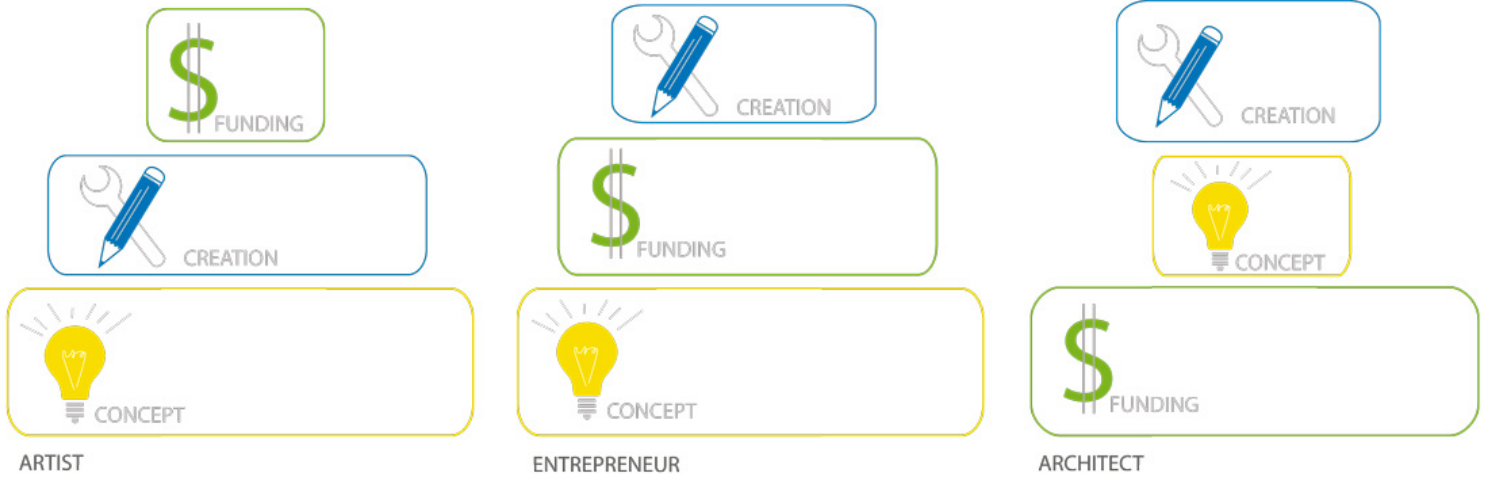 FUNDING
CREATION
CONCEPT
ARTIST
CREATION
FUNDING
CONCEPT
ENTREPRENEUR
CREATION
CONCEPT
FUNDING
ARCHITECT